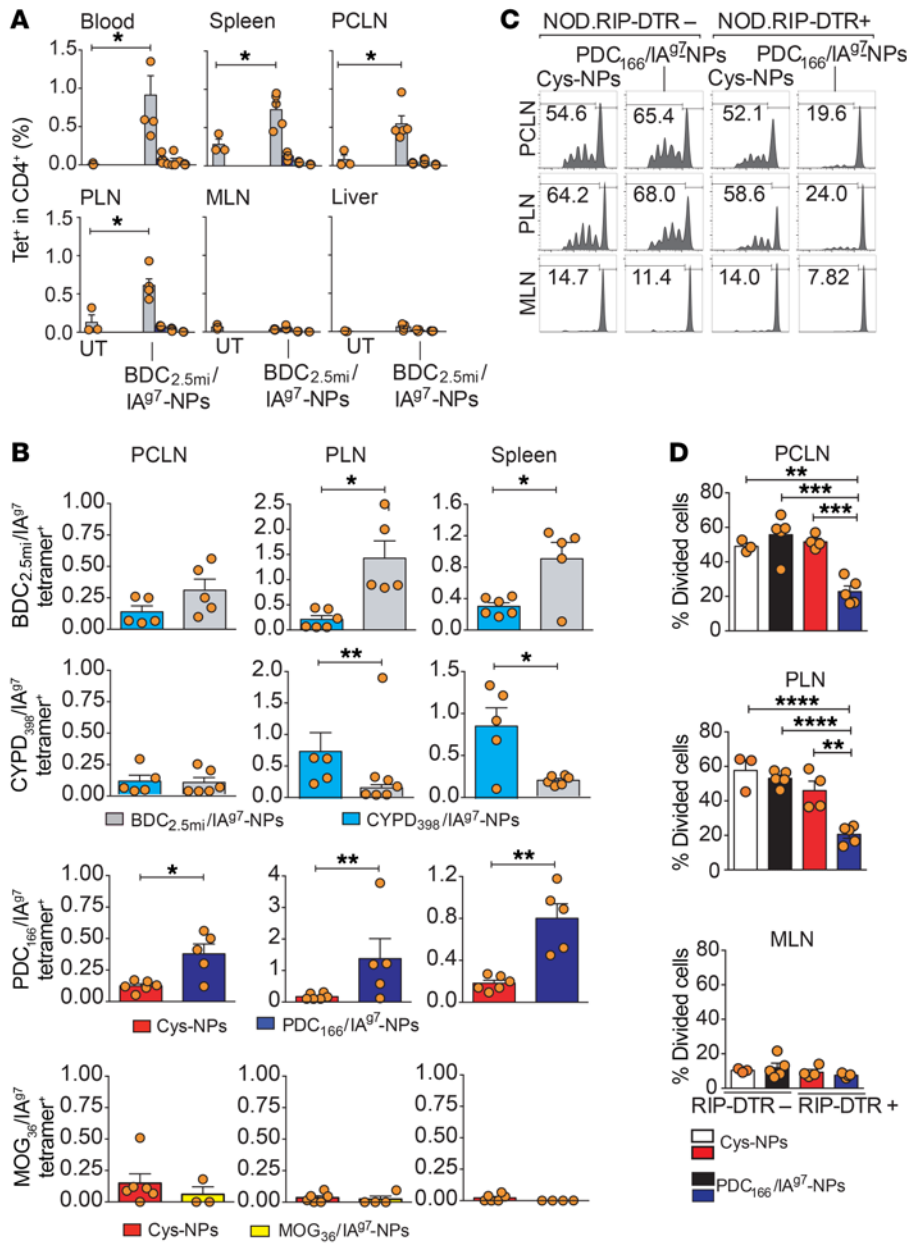 A
Blood Spleen PCLN
* * *
1.0
0.5
0.0
PLN MLN Liver
*
1.5
1.0
0.5
0.0
Tet⁺ in CD4⁺ (%)
UT UT UT
BDC2.5mi/ BDC2.5mi/ BDC2.5mi/
IAg7-NPs IAg7-NPs IAg7-NPs
C
NOD.RIP-DTR – NOD.RIP-DTR+
PDC166/IAg7-NPs PDC166/IAg7-NPs
Cys-NPs Cys-NPs
PCLN 54.6 65.4 52.1 19.6
PLN 64.2 68.0 58.6 24.0
MLN 14.7 11.4 14.0 7.82
B
PCLN PLN Spleen
BDC2.5mi/IAg7
tetramer⁺
* *
1.00 2.5 1.6
0.75 2.0 1.2
0.50 1.5 0.8
0.25 1.0 0.4
0.00 0.5 0.0
0.0
CYPD398/IAg7
tetramer⁺
** *
1.00 3 1.5
0.75 2 1.0
0.50 1 0.5
0.25 0 0.0
0.00
BDC2.5mi/IAg7-NPs CYPD398/IAg7-NPs
PDC166/IAg7
tetramer⁺
* ** **
1.00 4 1.2
0.75 3 0.8
0.50 2 0.4
0.25 1 0.0
0.00 0
Cys-NPs PDC166/IAg7-NPs
MOG36/IAg7
tetramer⁺
1.00 1.00 1.00
0.75 0.75 0.75
0.50 0.50 0.50
0.25 0.25 0.25
0.00 0.00 0.00
Cys-NPs MOG36/IAg7-NPs
D
PCLN
**
***
***
80
60
40
20
0
% Divided cells
PLN
****
****
**
80
60
40
20
0
% Divided cells
MLN
80
60
40
20
0
% Divided cells
RIP-DTR – RIP-DTR +
Cys-NPs
PDC166/IAg7-NPs